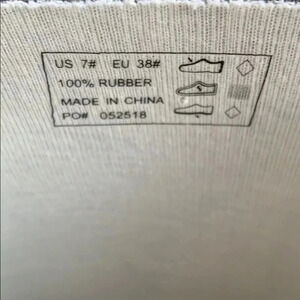 US 7# EU 38#
100% RUBBER
MADE IN CHINA
PO# 052518